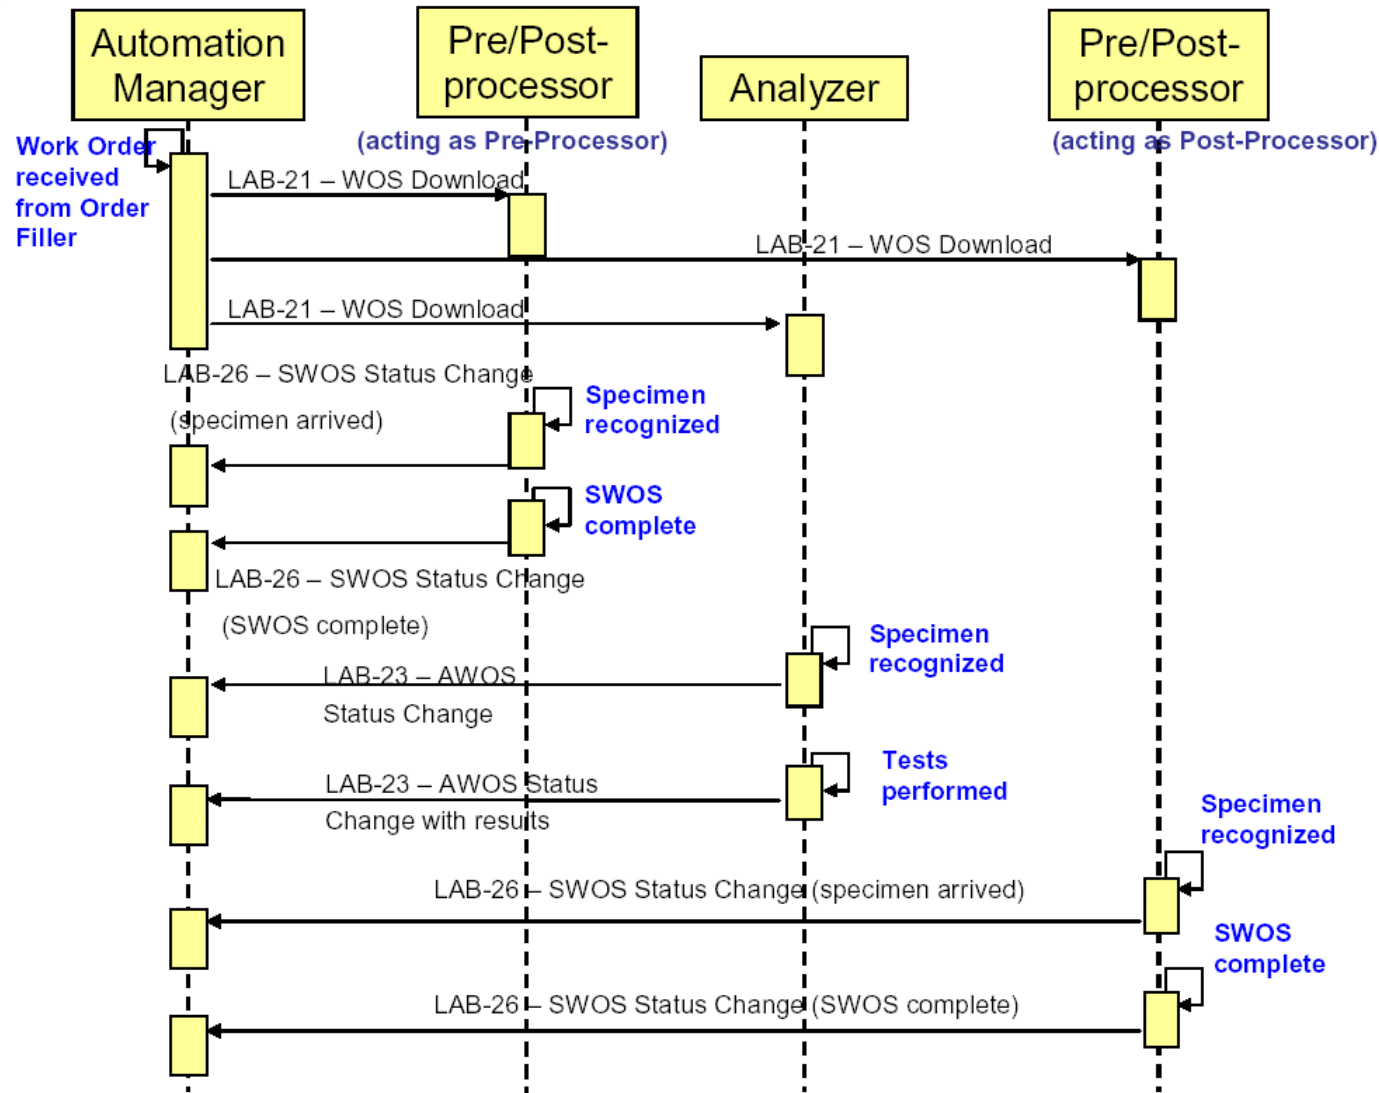 Automation
Manager
Pre/Post-
processor
Analyzer
Pre/Post-
processor
(acting as Pre-Processor)
(acting as Post-Processor)
Work Order
received
from Order
Filler
LAB-21 – WOS Download
LAB-21 – WOS Download
LAB-21 – WOS Download
LAB-26 – SWOS Status Change
(specimen arrived)
Specimen
recognized
SWOS
complete
LAB-26 – SWOS Status Change
(SWOS complete)
Specimen
recognized
LAB-23 – AWOS
Status Change
Tests
performed
LAB-23 – AWOS Status
Change with results
Specimen
recognized
LAB-26 – SWOS Status Change (specimen arrived)
SWOS
complete
LAB-26 – SWOS Status Change (SWOS complete)